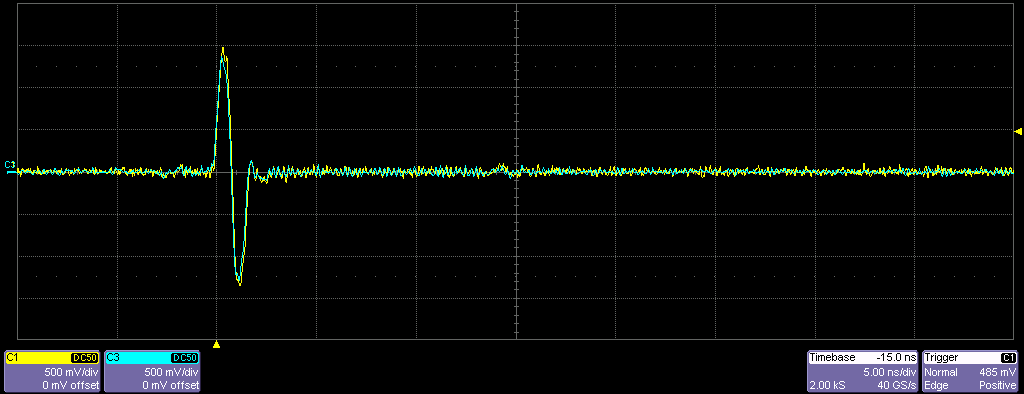 C3
C1 DC50
500 mV/div
0 mV offset
C3 DC50
500 mV/div
0 mV offset
Timebase -15.0 ns
5.00 ns/div
2.00 kS 40 GS/s
Trigger C1
Normal 485 mV
Edge Positive